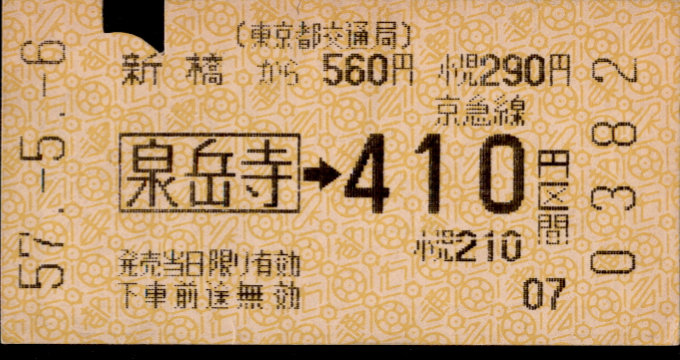 (東京都交通局)
新橋 から 560円 小児290円
京急線
泉岳寺→410円区間
小児210
発売当日限り有効
下車前途無効
07
57.-5.-6
0382